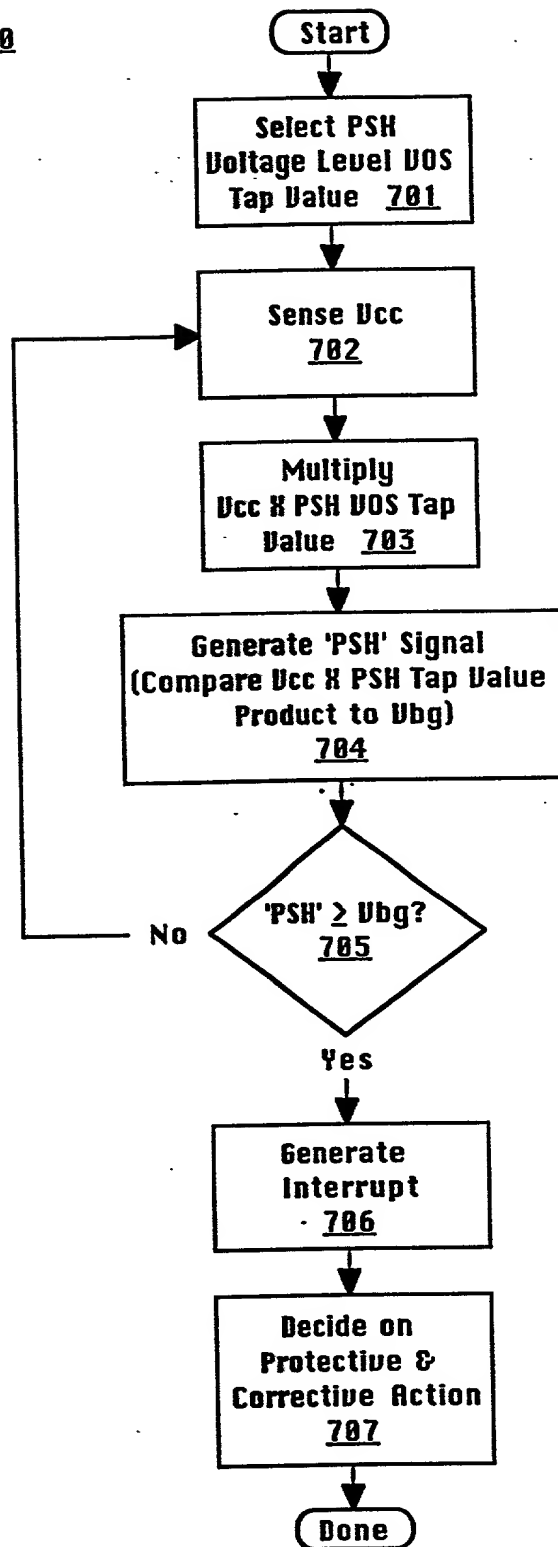 0
Start
Select PSH
Voltage Level VOS
Tap Value 701
Sense Vcc
702
Multiply
Vcc X PSH VOS Tap
Value 703
Generate 'PSH' Signal
(Compare Vcc X PSH Tap Value
Product to Vbg)
704
'PSH' ≥ Vbg?
705
No
Yes
Generate
Interrupt
706
Decide on
Protective &
Corrective Action
707
Done